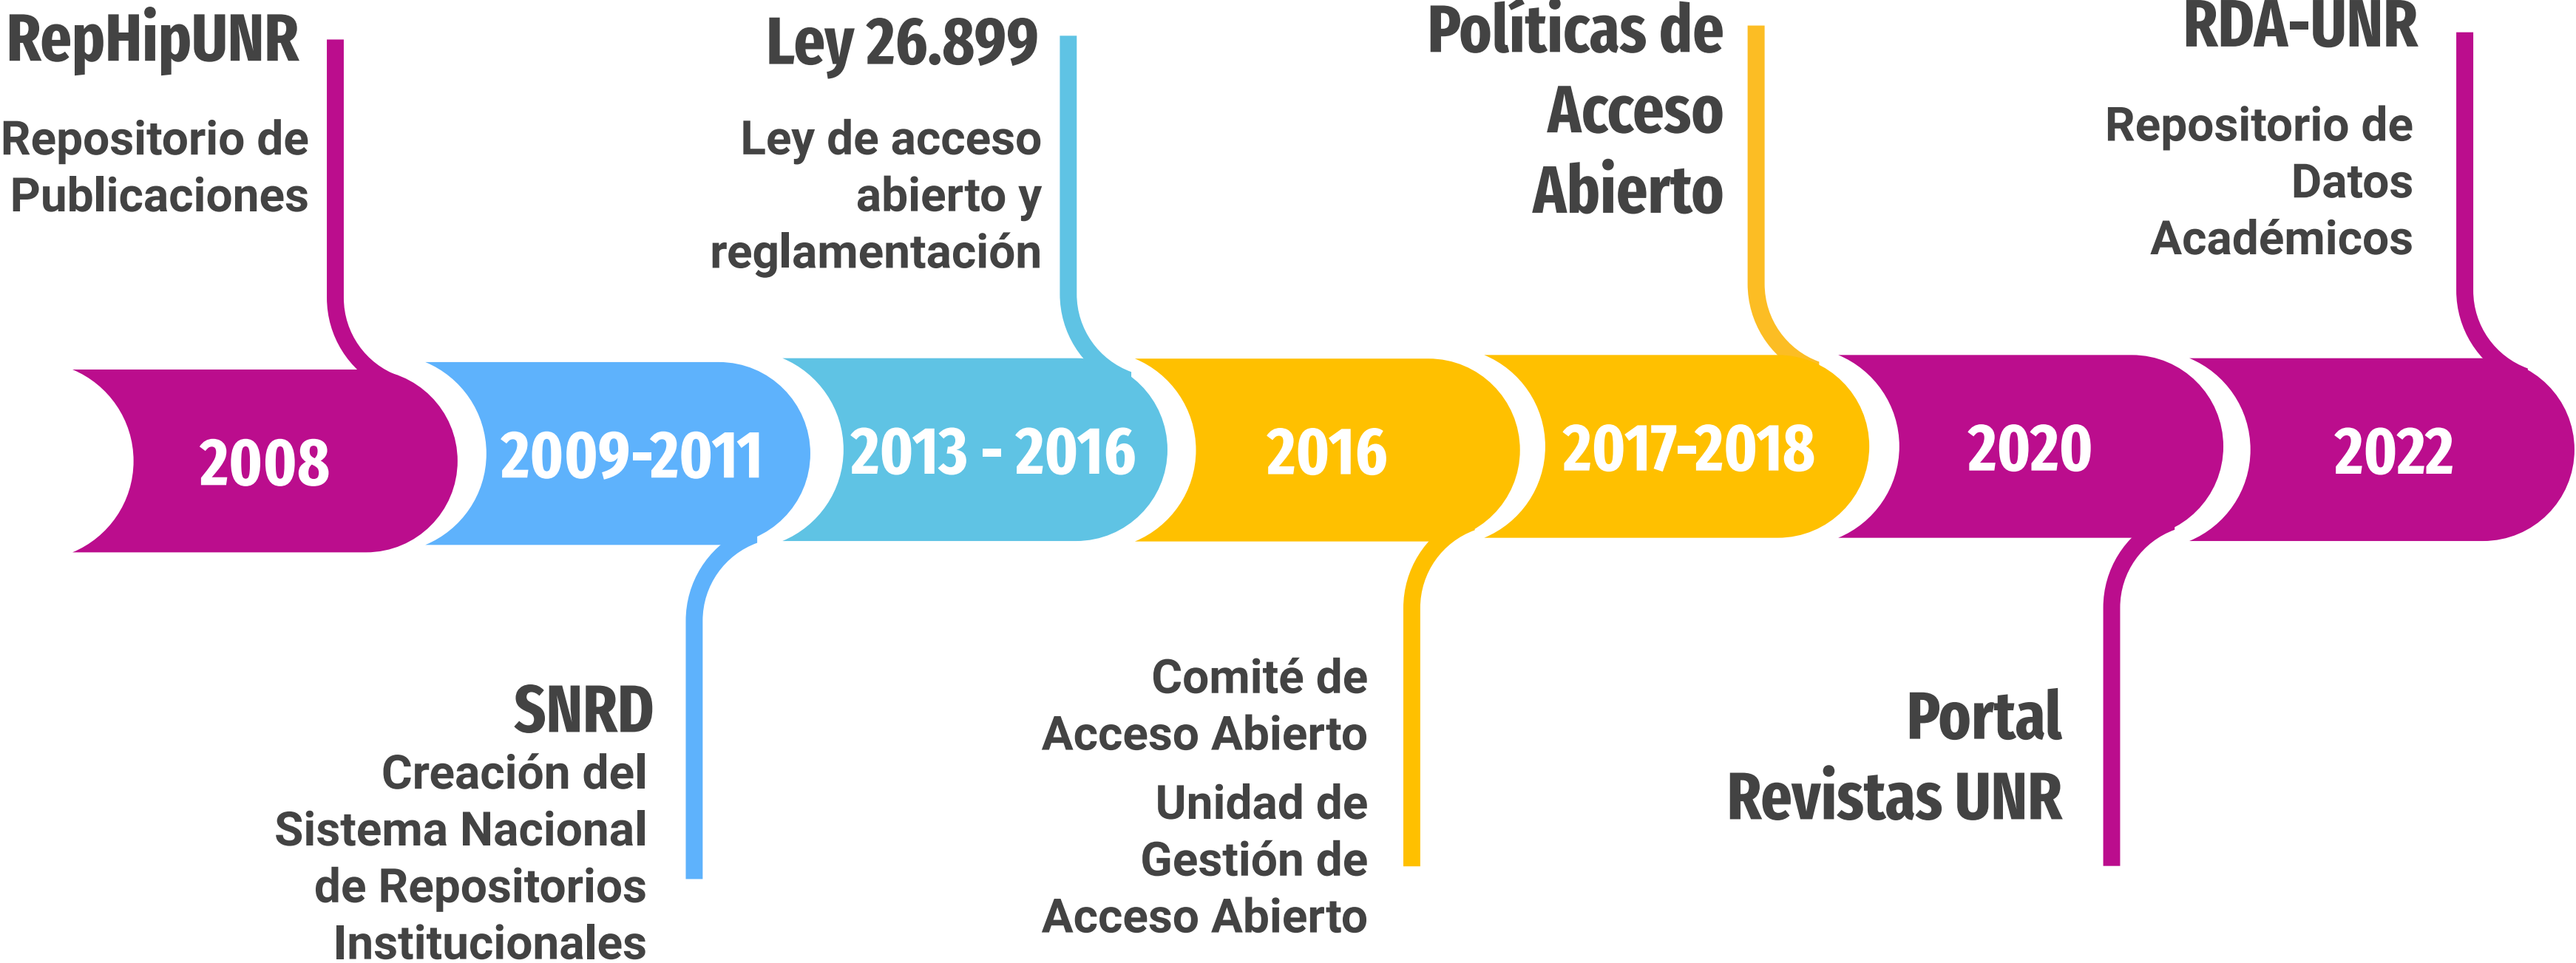 RepHipUNR
Repositorio de
Publicaciones
Ley 26.899
Ley de acceso
abierto y
reglamentación
Políticas de
Acceso
Abierto
RDA-UNR
Repositorio de
Datos
Académicos
2008
2009-2011
2013 - 2016
2016
2017-2018
2020
2022
SNRD
Creación del
Sistema Nacional
de Repositorios
Institucionales
Comité de
Acceso Abierto
Unidad de
Gestión de
Acceso Abierto
Portal
Revistas UNR